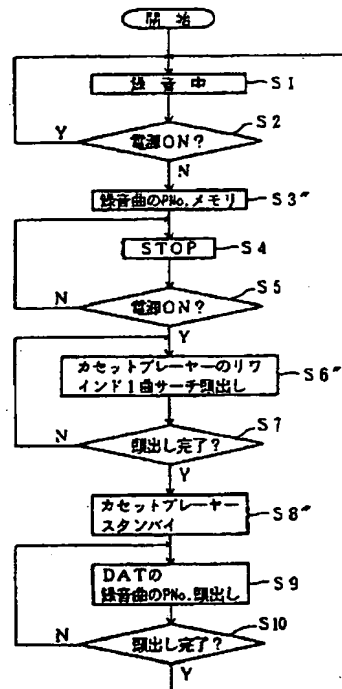 開始
録音中
S1
電源ON?
S2
Y
N
録音曲のPNo.メモリ
S3"
STOP
S4
電源ON?
S5
N
Y
カセットプレーヤーのリワ
インド1曲サーチ頭出し
S6"
頭出し完了?
S7
N
Y
カセットプレーヤー
スタンバイ
S8"
DATの
録音曲のPNo.頭出し
S9
頭出し完了?
S10
N
Y